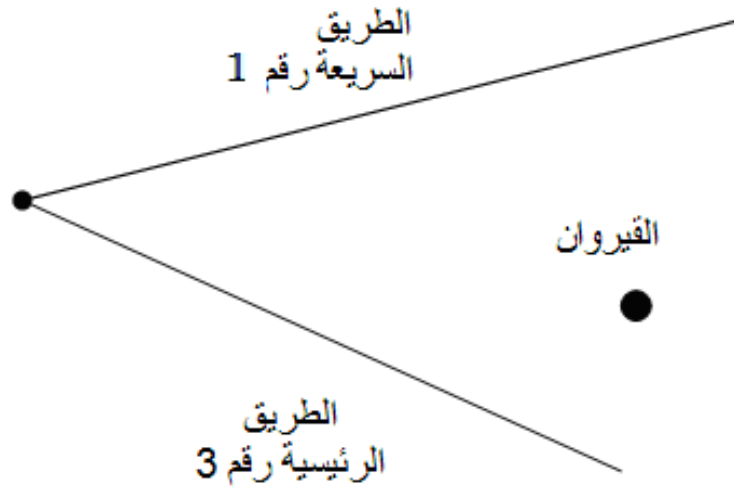 الطريق
السريعة رقم 1
القيروان
الطريق
الرئيسية رقم 3